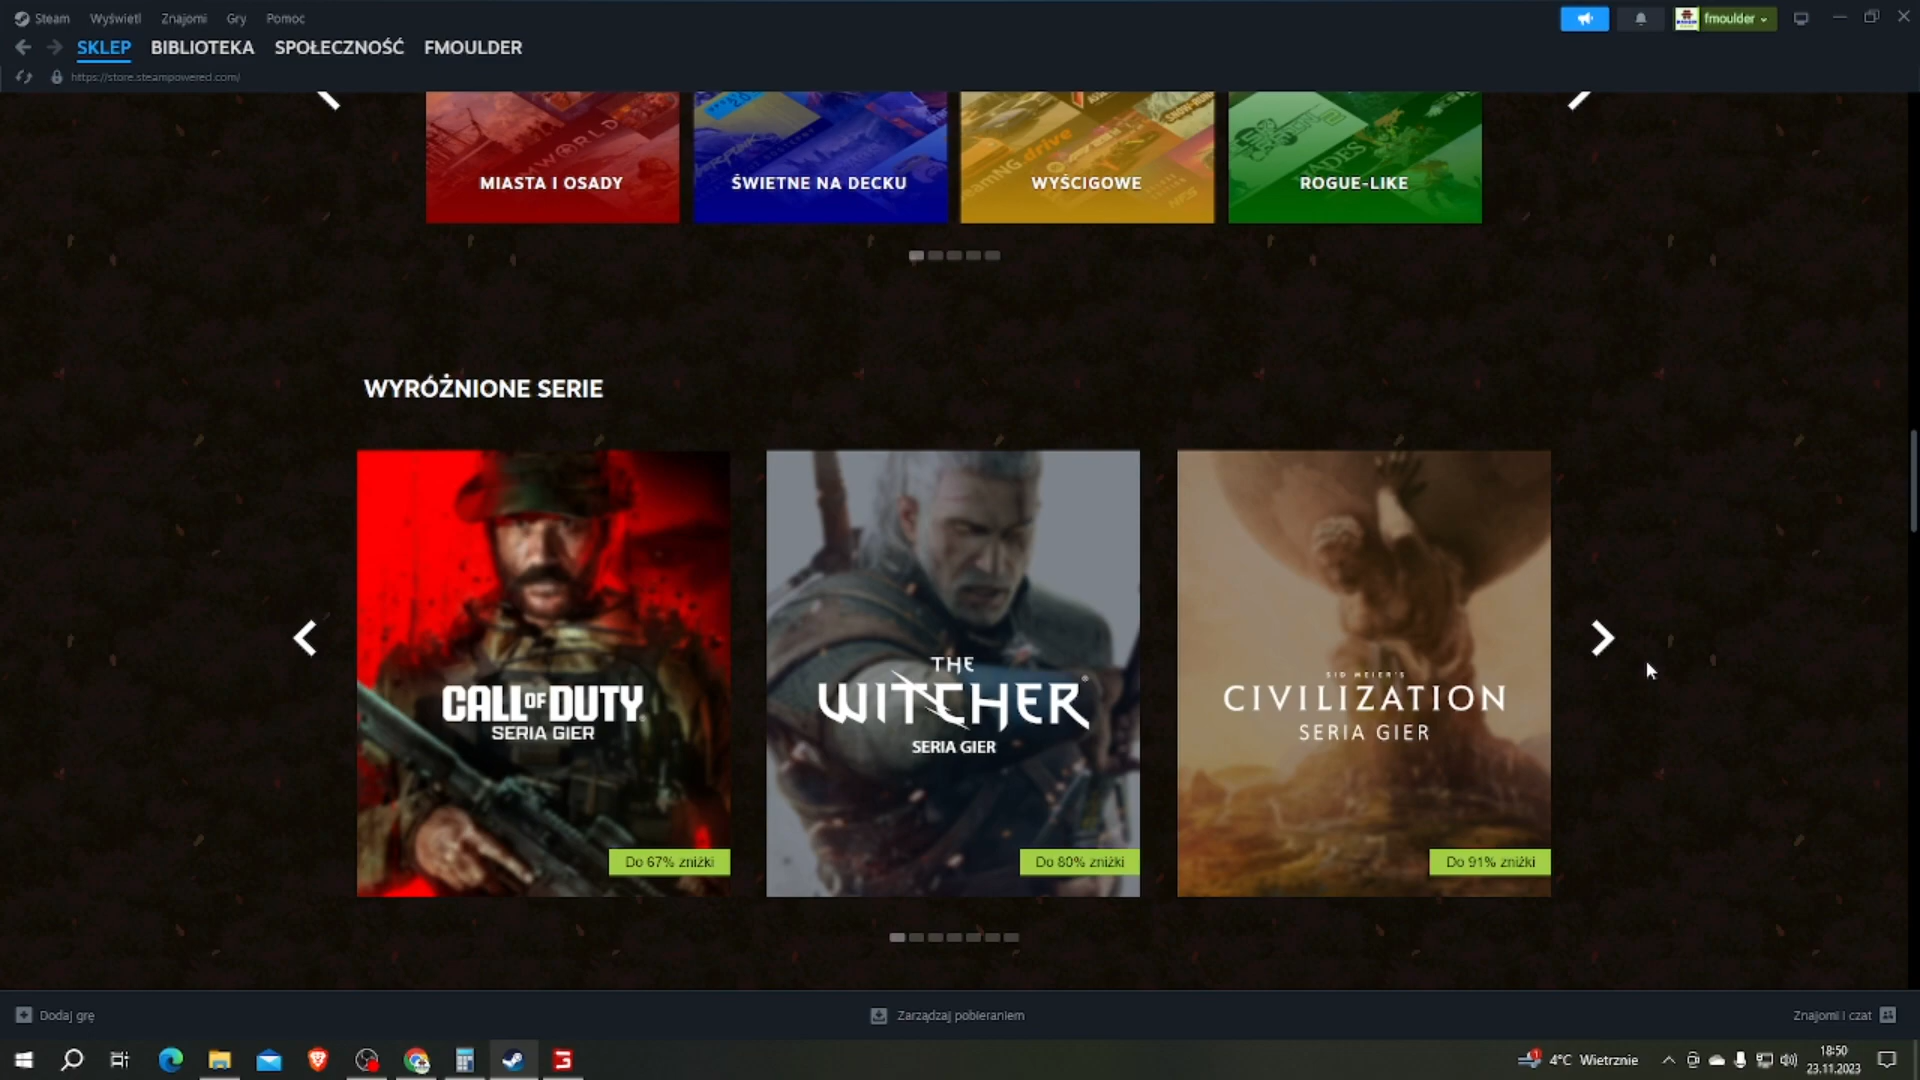 Steam Wyświetl Znajomi Gry Pomoc
fmoulder
SKLEP BIBLIOTEKA SPOŁECZNOŚĆ FMOULDER
https://store.steampowered.com/
MIASTA I OSADY
ŚWIETNE NA DECKU
WYŚCIGOWE
ROGUE-LIKE
WYRÓŻNIONE SERIE
CALL OF DUTY
SERIA GIER
Do 67% zniżki
THE
WITCHER
SERIA GIER
Do 80% zniżki
SID MEIER'S
CIVILIZATION
SERIA GIER
Do 91% zniżki
Dodaj grę
Zarządzaj pobieraniem
Znajomi i czat
4°C Wietrznie
18:50
23.11.2023